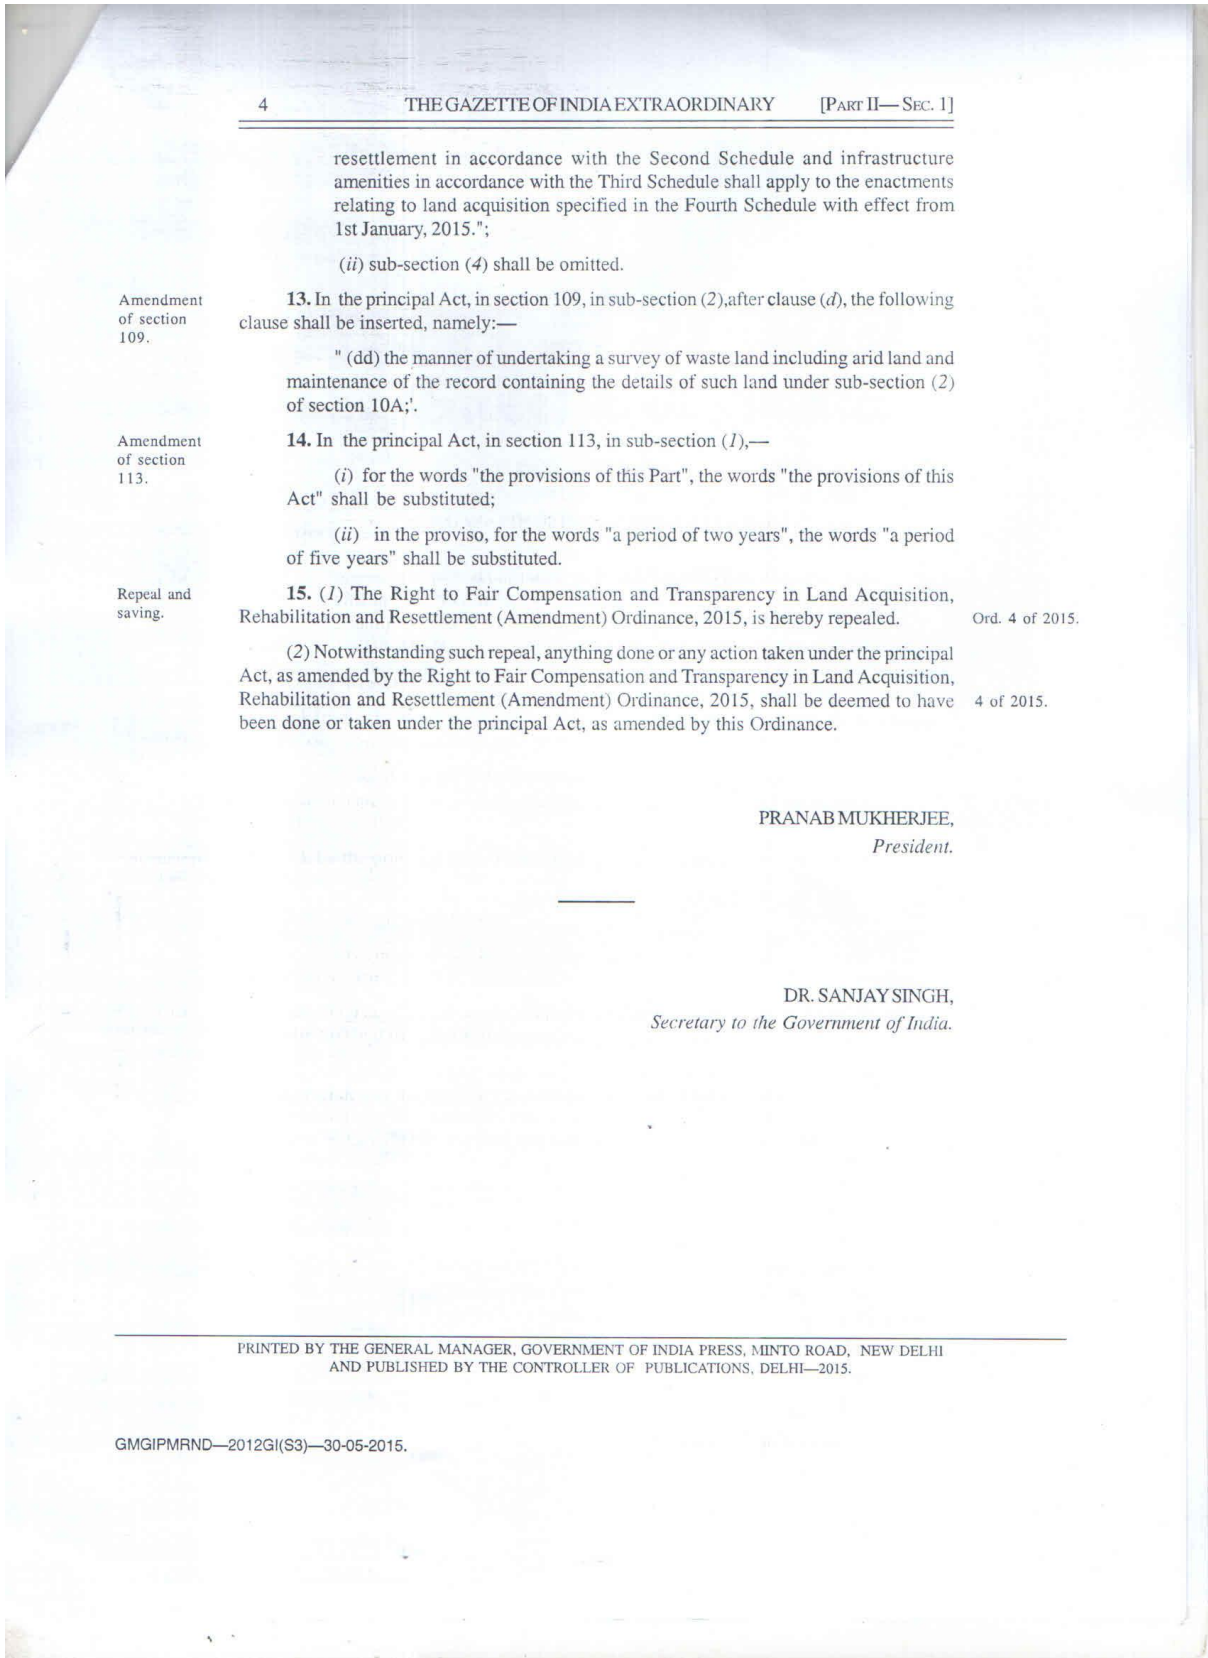 4 THE GAZETTE OF INDIA EXTRAORDINARY [PART II— SEC. 1]
resettlement in accordance with the Second Schedule and infrastructure
amenities in accordance with the Third Schedule shall apply to the enactments
relating to land acquisition specified in the Fourth Schedule with effect from
1st January, 2015.";
(ii) sub-section (4) shall be omitted.
Amendment
of section
109.
13. In the principal Act, in section 109, in sub-section (2),after clause (d), the following
clause shall be inserted, namely:—
" (dd) the manner of undertaking a survey of waste land including arid land and
maintenance of the record containing the details of such land under sub-section (2)
of section 10A;'.
Amendment
of section
113.
14. In the principal Act, in section 113, in sub-section (1),—
(i) for the words "the provisions of this Part", the words "the provisions of this
Act" shall be substituted;
(ii) in the proviso, for the words "a period of two years", the words "a period
of five years" shall be substituted.
Repeal and
saving.
15. (1) The Right to Fair Compensation and Transparency in Land Acquisition,
Rehabilitation and Resettlement (Amendment) Ordinance, 2015, is hereby repealed.
Ord. 4 of 2015.
(2) Notwithstanding such repeal, anything done or any action taken under the principal
Act, as amended by the Right to Fair Compensation and Transparency in Land Acquisition,
Rehabilitation and Resettlement (Amendment) Ordinance, 2015, shall be deemed to have
4 of 2015.
been done or taken under the principal Act, as amended by this Ordinance.
PRANAB MUKHERJEE,
President.
DR. SANJAY SINGH,
Secretary to the Government of India.
PRINTED BY THE GENERAL MANAGER, GOVERNMENT OF INDIA PRESS, MINTO ROAD, NEW DELHI
AND PUBLISHED BY THE CONTROLLER OF PUBLICATIONS, DELHI—2015.
GMGIPMRND—2012GI(S3)—30-05-2015.